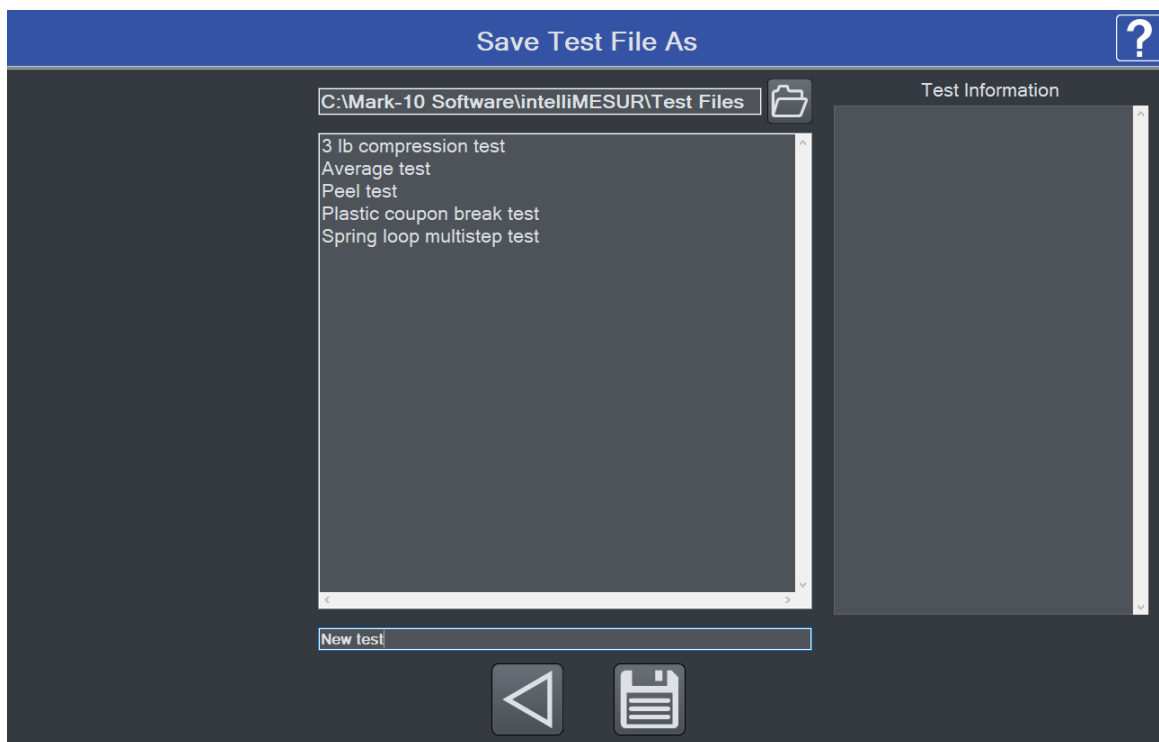 Save Test File As
?
C:\Mark-10 Software\intelliMESUR\Test Files
Test Information
3 lb compression test
Average test
Peel test
Plastic coupon break test
Spring loop multistep test
New test